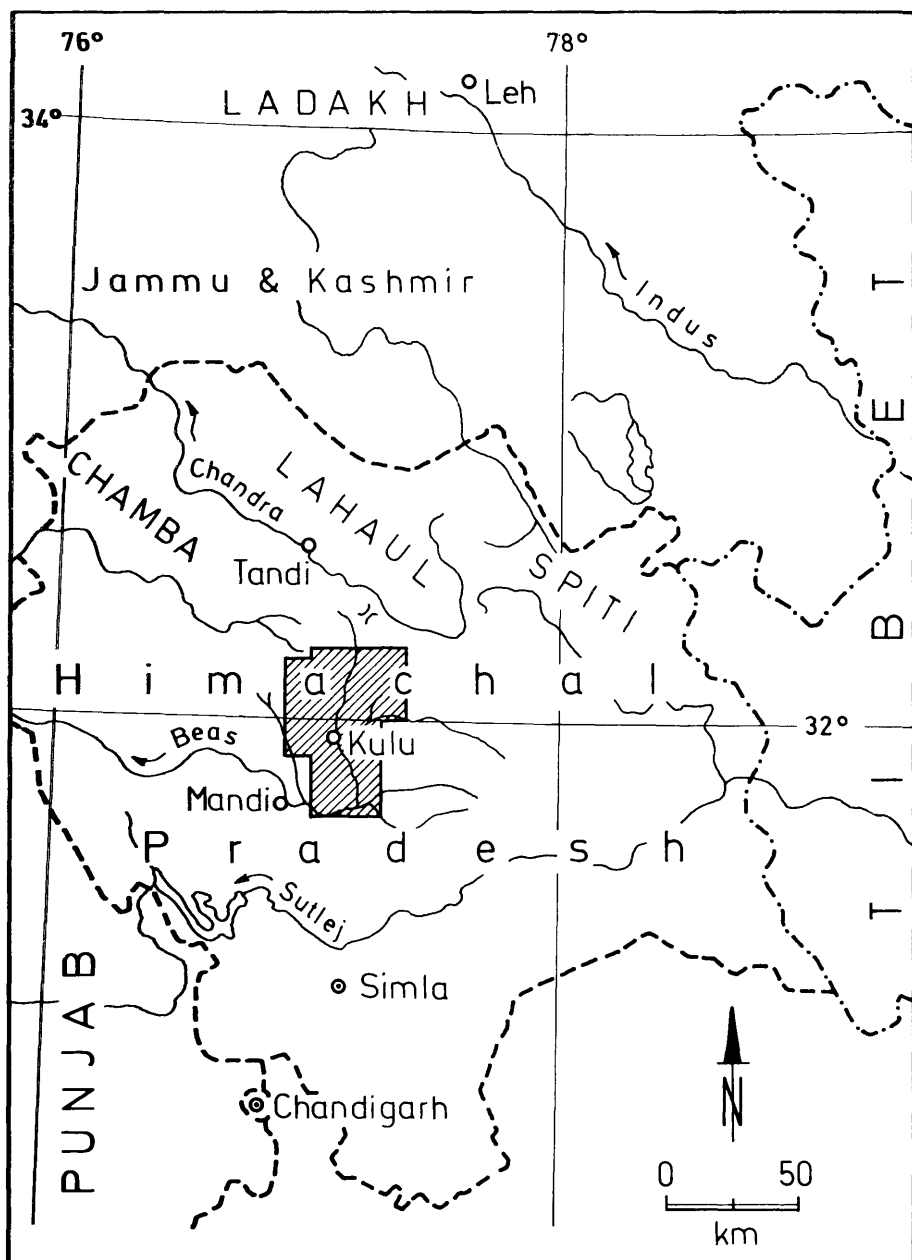 76° 78°
LADAKH
Leh
34°
Jammu & Kashmir
Indus
TIBET
LAHAUL
CHAMBA
Chandra
Tandi
SPITI
Himachal
32°
Beas
Kulu
Mandi
Pradesh
Sutlej
PUNJAB
Simla
Chandigarh
N
0 50
km